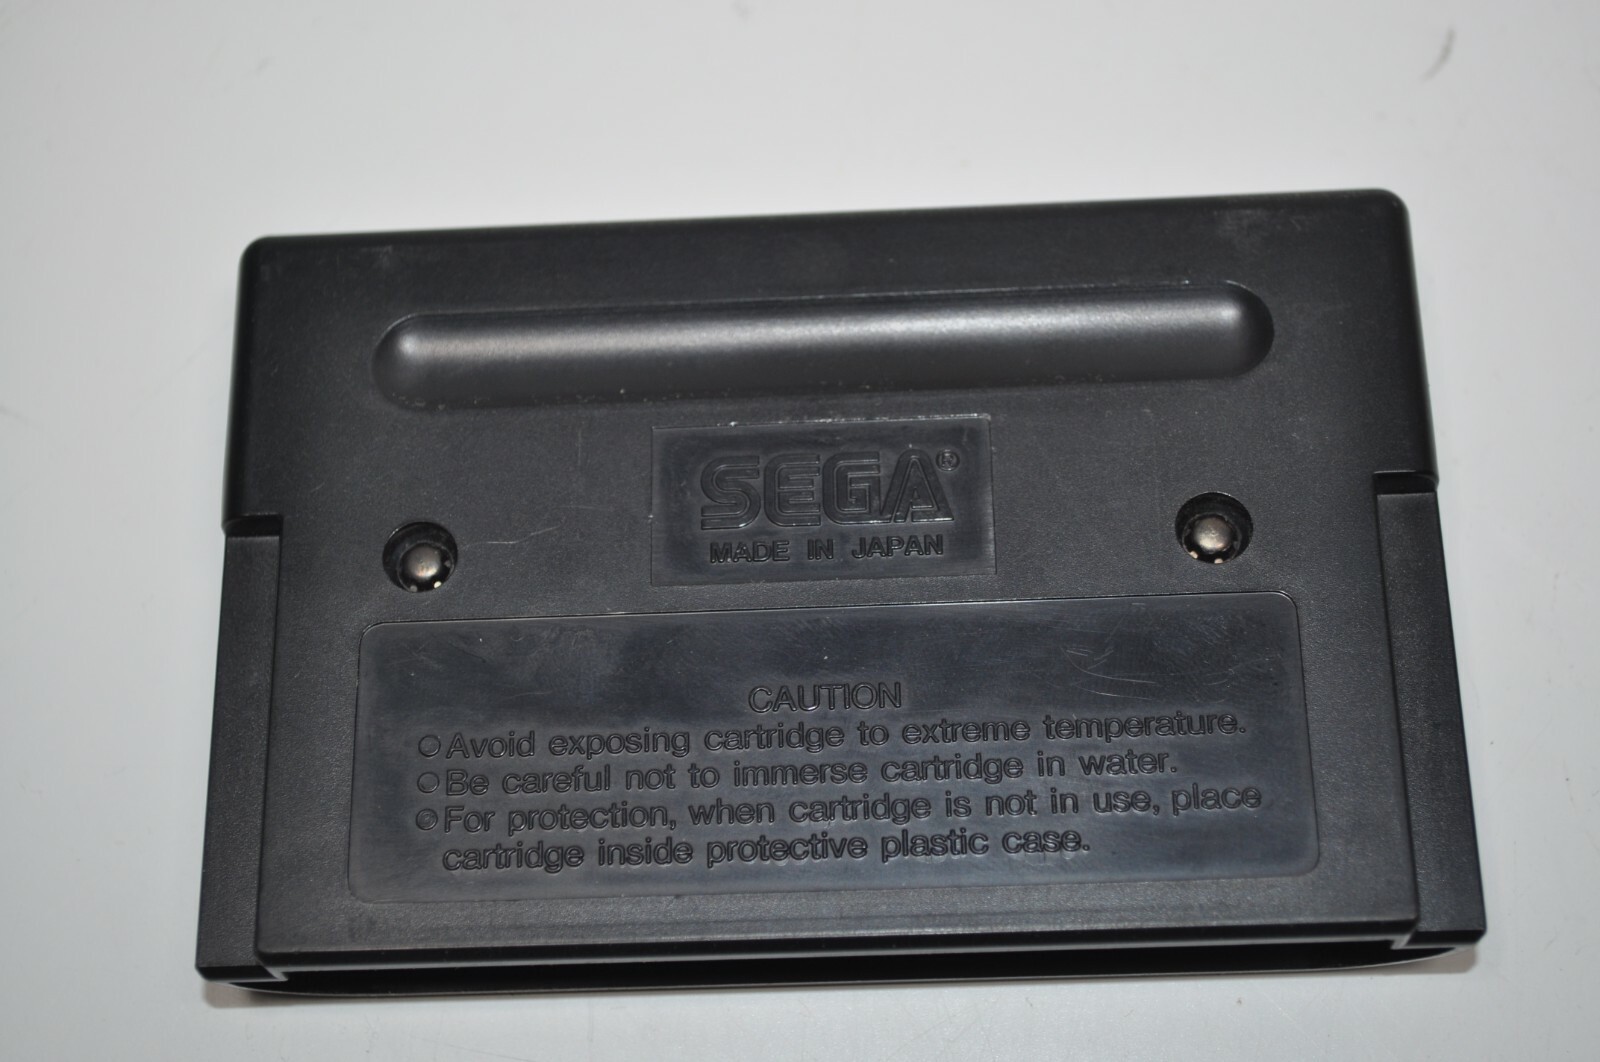 SEGA®
MADE IN JAPAN
CAUTION
○Avoid exposing cartridge to extreme temperature.
○Be careful not to immerse cartridge in water.
○For protection, when cartridge is not in use, place
cartridge inside protective plastic case.